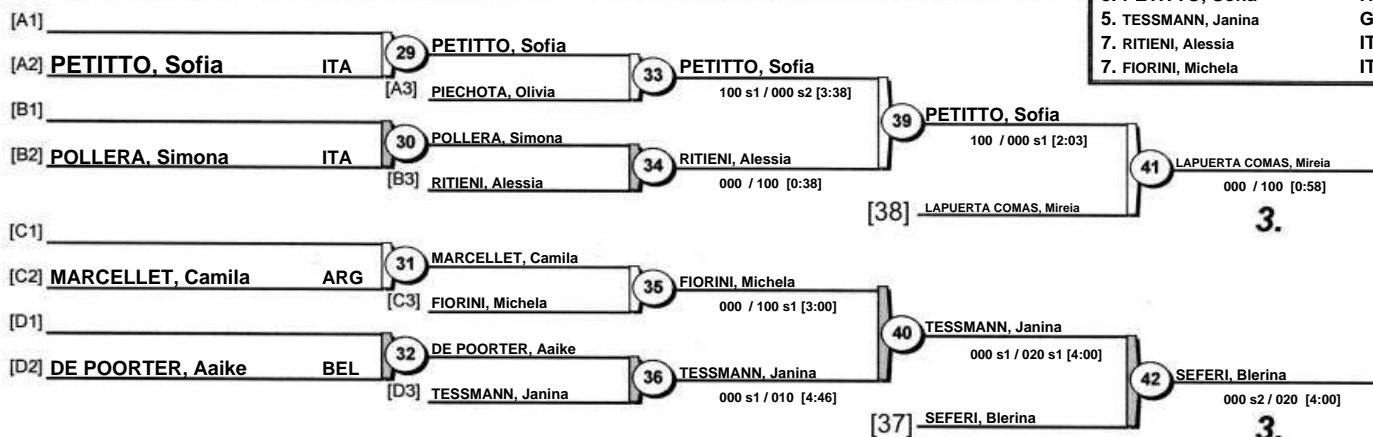 5. TESSMANN, Janina G
7. RITIENI, Alessia IT
7. FIORINI, Michela IT
[A1]
[A2] PETITTO, Sofia ITA
29
PETITTO, Sofia
[A3] PIECHOTA, Olivia
33
PETITTO, Sofia
100 s1 / 000 s2 [3:38]
[B1]
[B2] POLLERA, Simona ITA
30
POLLERA, Simona
[B3] RITIENI, Alessia
34
RITIENI, Alessia
000 / 100 [0:38]
39
PETITTO, Sofia
100 / 000 s1 [2:03]
[38] LAPUERTA COMAS, Mireia
41
LAPUERTA COMAS, Mireia
000 / 100 [0:58]
3.
[C1]
[C2] MARCELLET, Camila ARG
31
MARCELLET, Camila
[C3] FIORINI, Michela
35
FIORINI, Michela
000 / 100 s1 [3:00]
[D1]
[D2] DE POORTER, Aaike BEL
32
DE POORTER, Aaike
[D3] TESSMANN, Janina
36
TESSMANN, Janina
000 s1 / 010 [4:46]
40
TESSMANN, Janina
000 s1 / 020 s1 [4:00]
[37] SEFERI, Blerina
42
SEFERI, Blerina
000 s2 / 020 [4:00]
3.